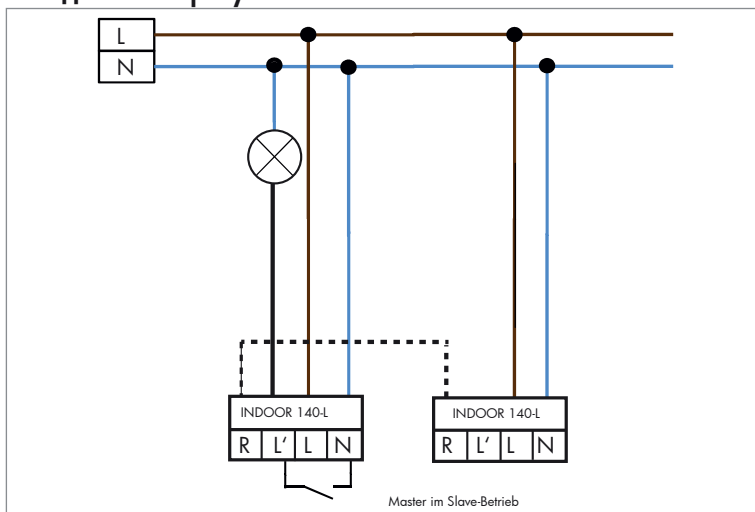 L
N
INDOOR 140-L
R L' L N
INDOOR 140-L
R L' L N
Master im Slave-Betrieb